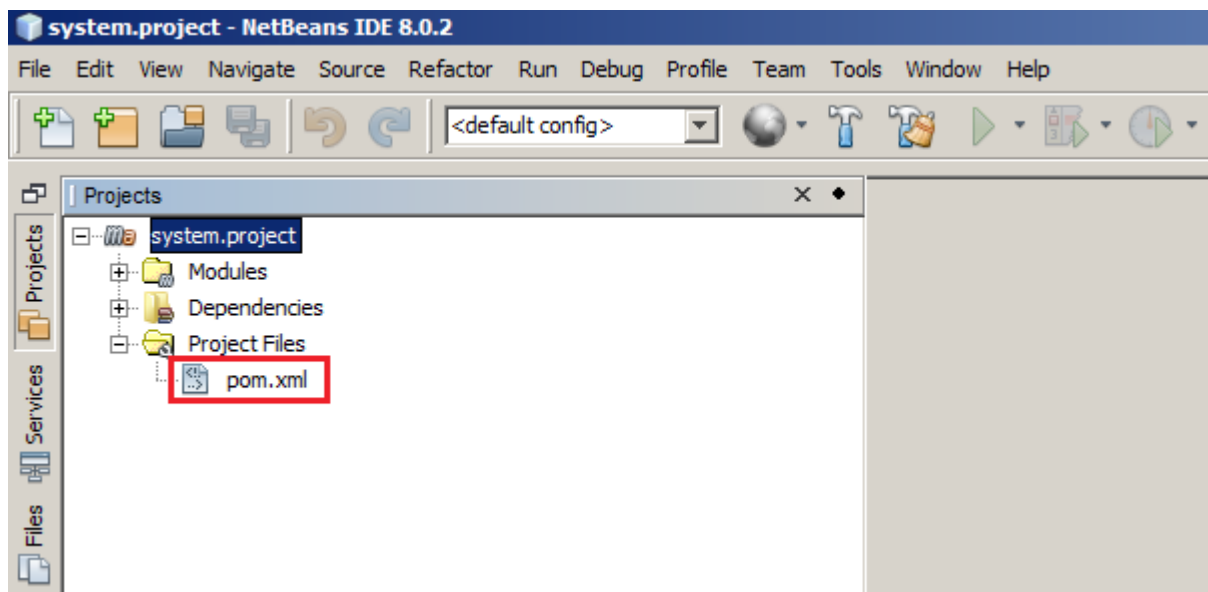 system.project - NetBeans IDE 8.0.2
File Edit View Navigate Source Refactor Run Debug Profile Team Tools Window Help
<default config>
Projects
system.project
Modules
Dependencies
Project Files
pom.xml
Projects
Services
Files